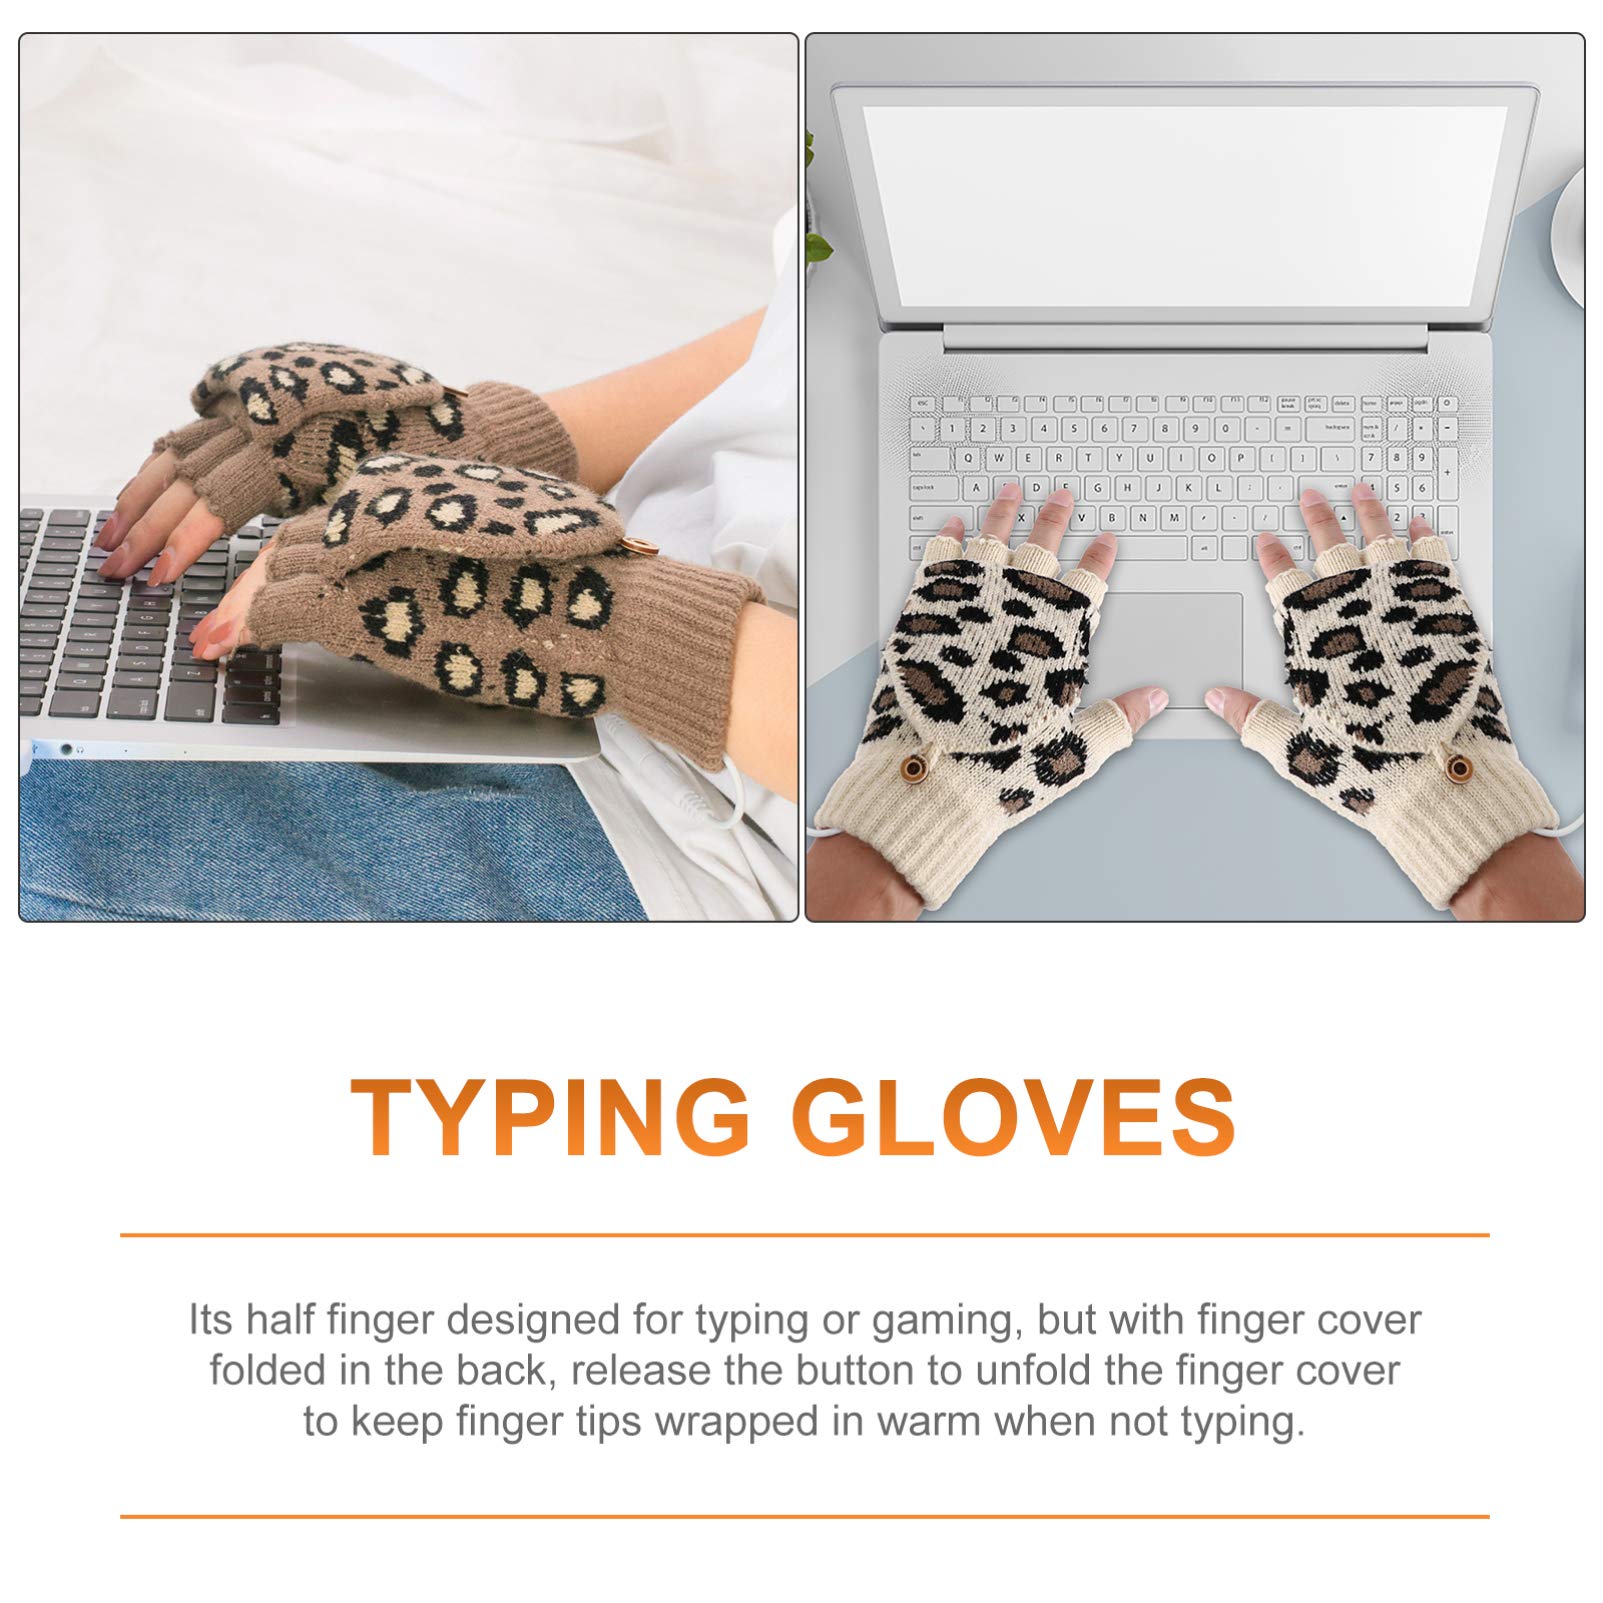 TYPING GLOVES
Its half finger designed for typing or gaming, but with finger cover
folded in the back, release the button to unfold the finger cover
to keep finger tips wrapped in warm when not typing.